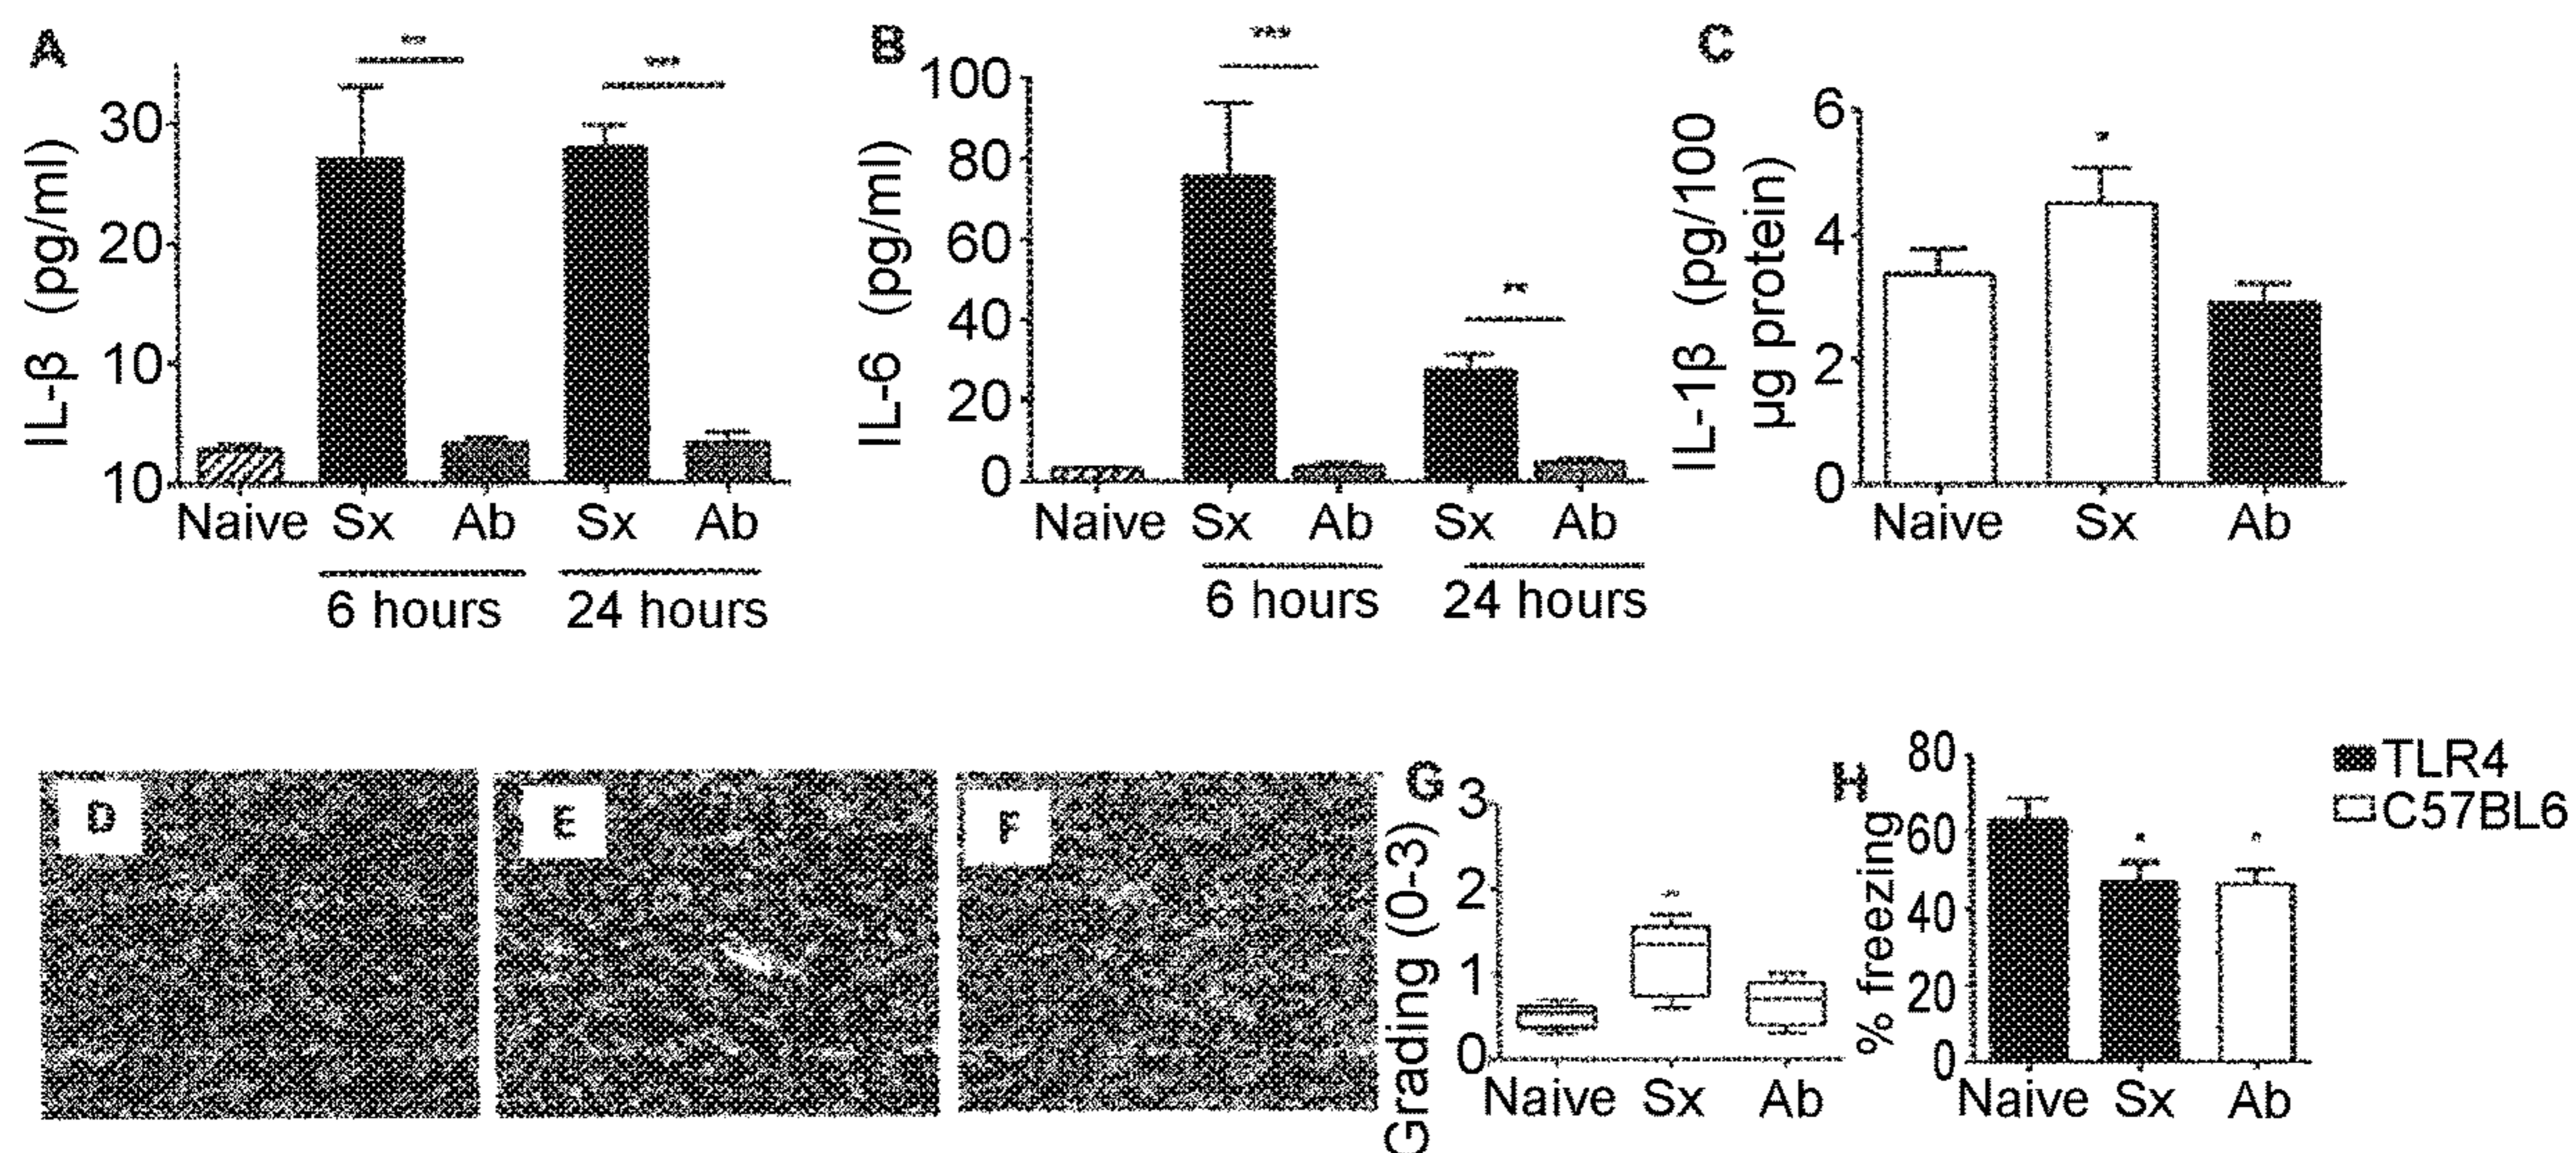 A
IL-β (pg/ml)
30
20
10
10
Naive Sx Ab Sx Ab
6 hours 24 hours
B
***
IL-6 (pg/ml)
100
80
60
40
20
0
**
Naive Sx Ab Sx Ab
6 hours 24 hours
C
IL-1β (pg/100
µg protein)
6
4
2
0
*
Naive Sx Ab
D
E
F
G
Grading (0-3)
3
2
1
0
Naive Sx Ab
H
% freezing
80
60
40
20
0
* *
Naive Sx Ab
TLR4
C57BL6